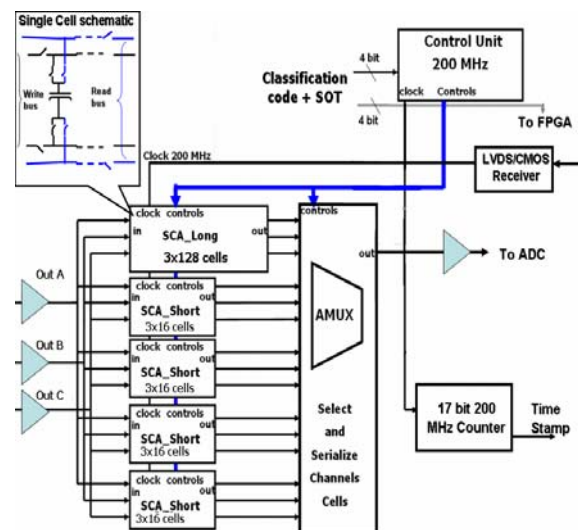 Single Cell schematic
Write bus
Read bus
Control Unit
200 MHz
clock Controls
4 bit
Classification
code + SOT
4 bit
To FPGA
Clock 200 MHz
LVDS/CMOS
Receiver
clock controls
in
out
SCA_Long
3x128 cells
controls
out
To ADC
AMUX
Out A
clock controls
in
out
SCA_Short
3x16 cells
Out B
clock controls
in
out
SCA_Short
3x16 cells
Out C
clock controls
in
out
SCA_Short
3x16 cells
clock controls
in
out
SCA_Short
3x16 cells
Select
and
Serialize
Channels
Cells
17 bit 200
MHz Counter
Time
Stamp